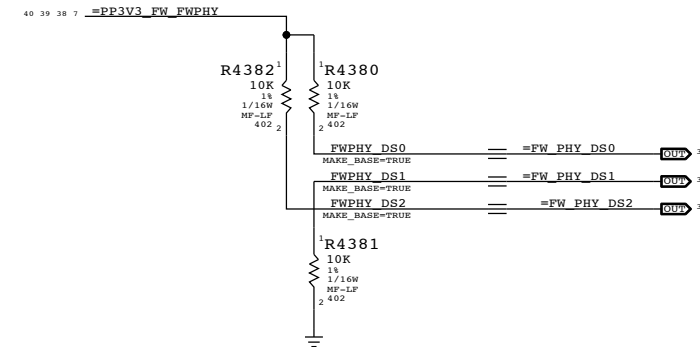 40 39 38 7 =PP3V3_FW_FWPHY
R4382 1
10K
1%
1/16W
MF-LF
402 2
1 R4380
10K
1%
1/16W
MF-LF
2 402
FWPHY_DS0 =FW_PHY_DS0 OUT
MAKE_BASE=TRUE
FWPHY_DS1 =FW_PHY_DS1 OUT
MAKE_BASE=TRUE
FWPHY_DS2 =FW_PHY_DS2 OUT
MAKE_BASE=TRUE
1 R4381
10K
1%
1/16W
MF-LF
2 402